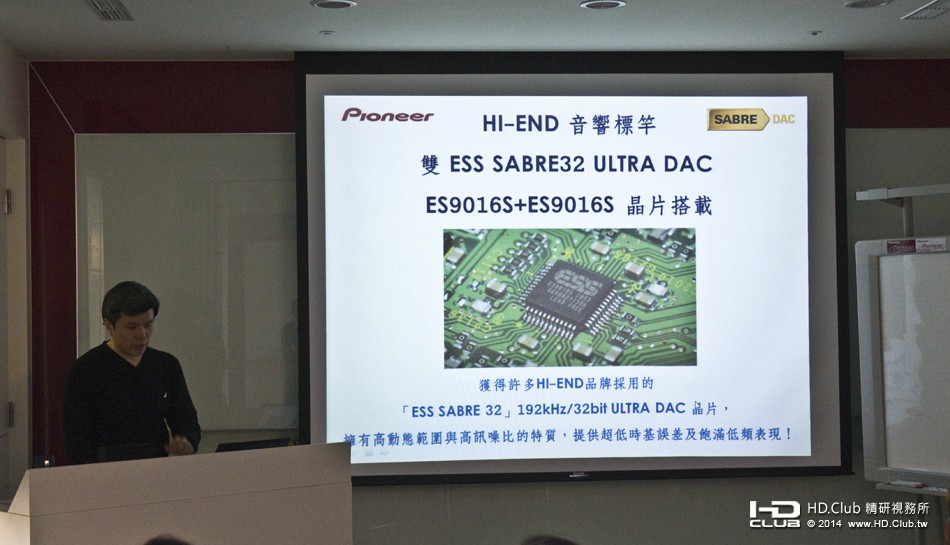 Pioneer
SABRE DAC
HI-END 音響標竿
雙 ESS SABRE32 ULTRA DAC
ES9016S+ES9016S 晶片搭載
ESS
獲得許多HI-END品牌採用的
「ESS SABRE 32」192kHz/32bit ULTRA DAC 晶片，
擁有高動態範圍與高訊噪比的特質，提供超低時基誤差及飽滿低頻表現！
HD CLUB
HD.Club 精研視務所
© 2014 www.HD.Club.tw